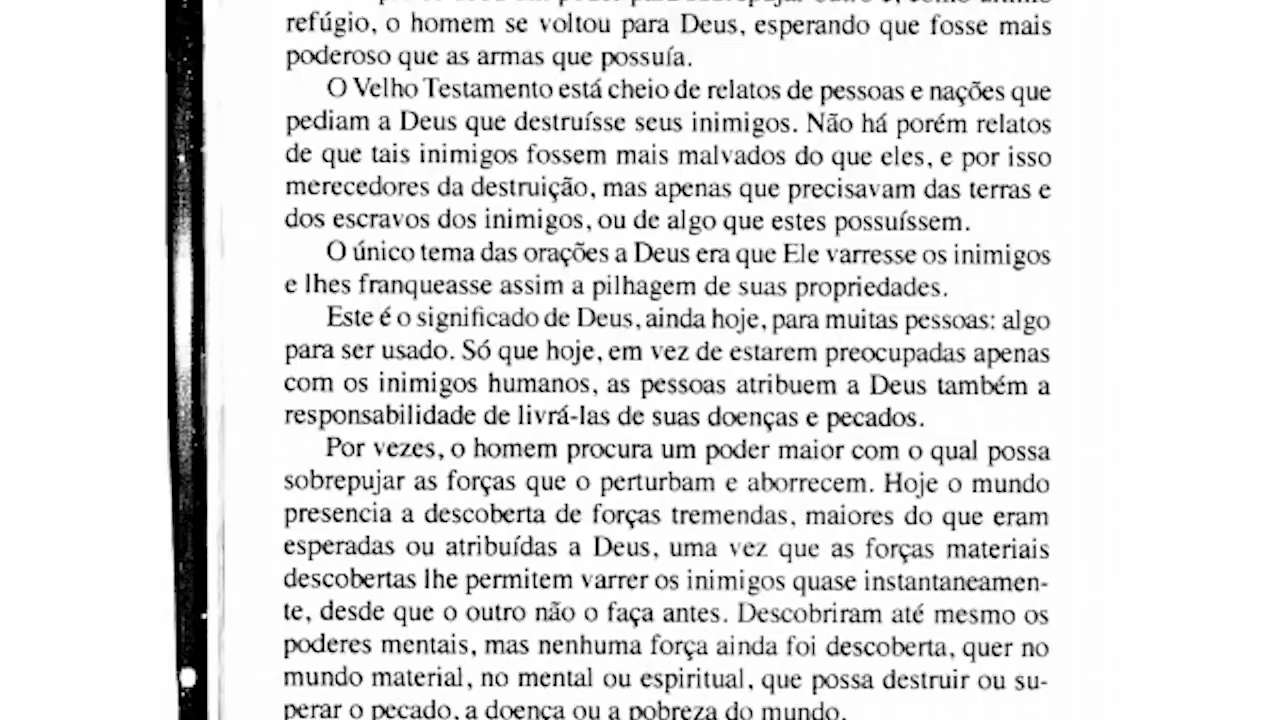 refúgio, o homem se voltou para Deus, esperando que fosse mais
poderoso que as armas que possuía.
O Velho Testamento está cheio de relatos de pessoas e nações que
pediam a Deus que destruísse seus inimigos. Não há porém relatos
de que tais inimigos fossem mais malvados do que eles, e por isso
merecedores da destruição, mas apenas que precisavam das terras e
dos escravos dos inimigos, ou de algo que estes possuíssem.
O único tema das orações a Deus era que Ele varresse os inimigos
e lhes franqueasse assim a pilhagem de suas propriedades.
Este é o significado de Deus, ainda hoje, para muitas pessoas: algo
para ser usado. Só que hoje, em vez de estarem preocupadas apenas
com os inimigos humanos, as pessoas atribuem a Deus também a
responsabilidade de livrá-las de suas doenças e pecados.
Por vezes, o homem procura um poder maior com o qual possa
sobrepujar as forças que o perturbam e aborrecem. Hoje o mundo
presencia a descoberta de forças tremendas, maiores do que eram
esperadas ou atribuídas a Deus, uma vez que as forças materiais
descobertas lhe permitem varrer os inimigos quase instantaneamen-
te, desde que o outro não o faça antes. Descobriram até mesmo os
poderes mentais, mas nenhuma força ainda foi descoberta, quer no
mundo material, no mental ou espiritual, que possa destruir ou su-
perar o pecado, a doença ou a pobreza do mundo.